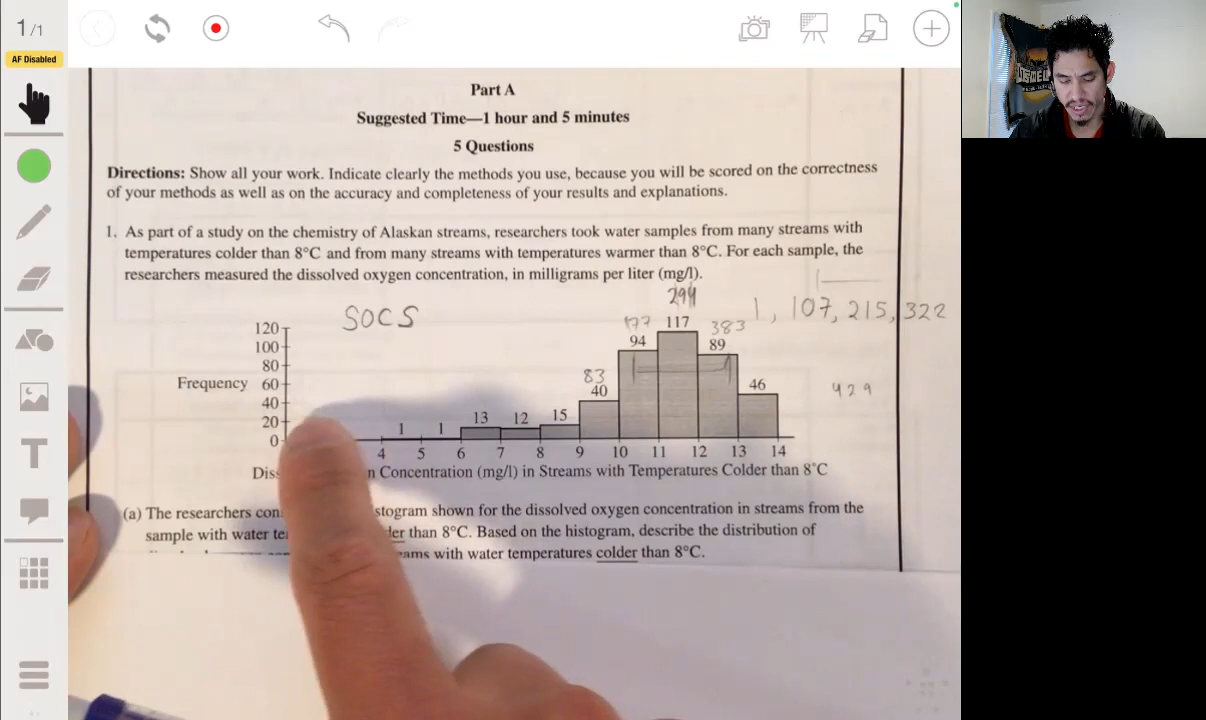 1/1
AF Disabled
T
Part A
Suggested Time—1 hour and 5 minutes
5 Questions
Directions: Show all your work. Indicate clearly the methods you use, because you will be scored on the correctness
of your methods as well as on the accuracy and completeness of your results and explanations.
1. As part of a study on the chemistry of Alaskan streams, researchers took water samples from many streams with
temperatures colder than 8°C and from many streams with temperatures warmer than 8°C. For each sample, the
researchers measured the dissolved oxygen concentration, in milligrams per liter (mg/l).
SOCS
294
1, 107, 215, 322
177 117 383
94 89
83
40 46 429
1 1 13 12 15
120
100
80
Frequency 60
40
20
0
4 5 6 7 8 9 10 11 12 13 14
Concentration (mg/l) in Streams with Temperatures Colder than 8°C
(a) The researchers con stogram shown for the dissolved oxygen concentration in streams from the
sample with water te der than 8°C. Based on the histogram, describe the distribution of
ams with water temperatures colder than 8°C.